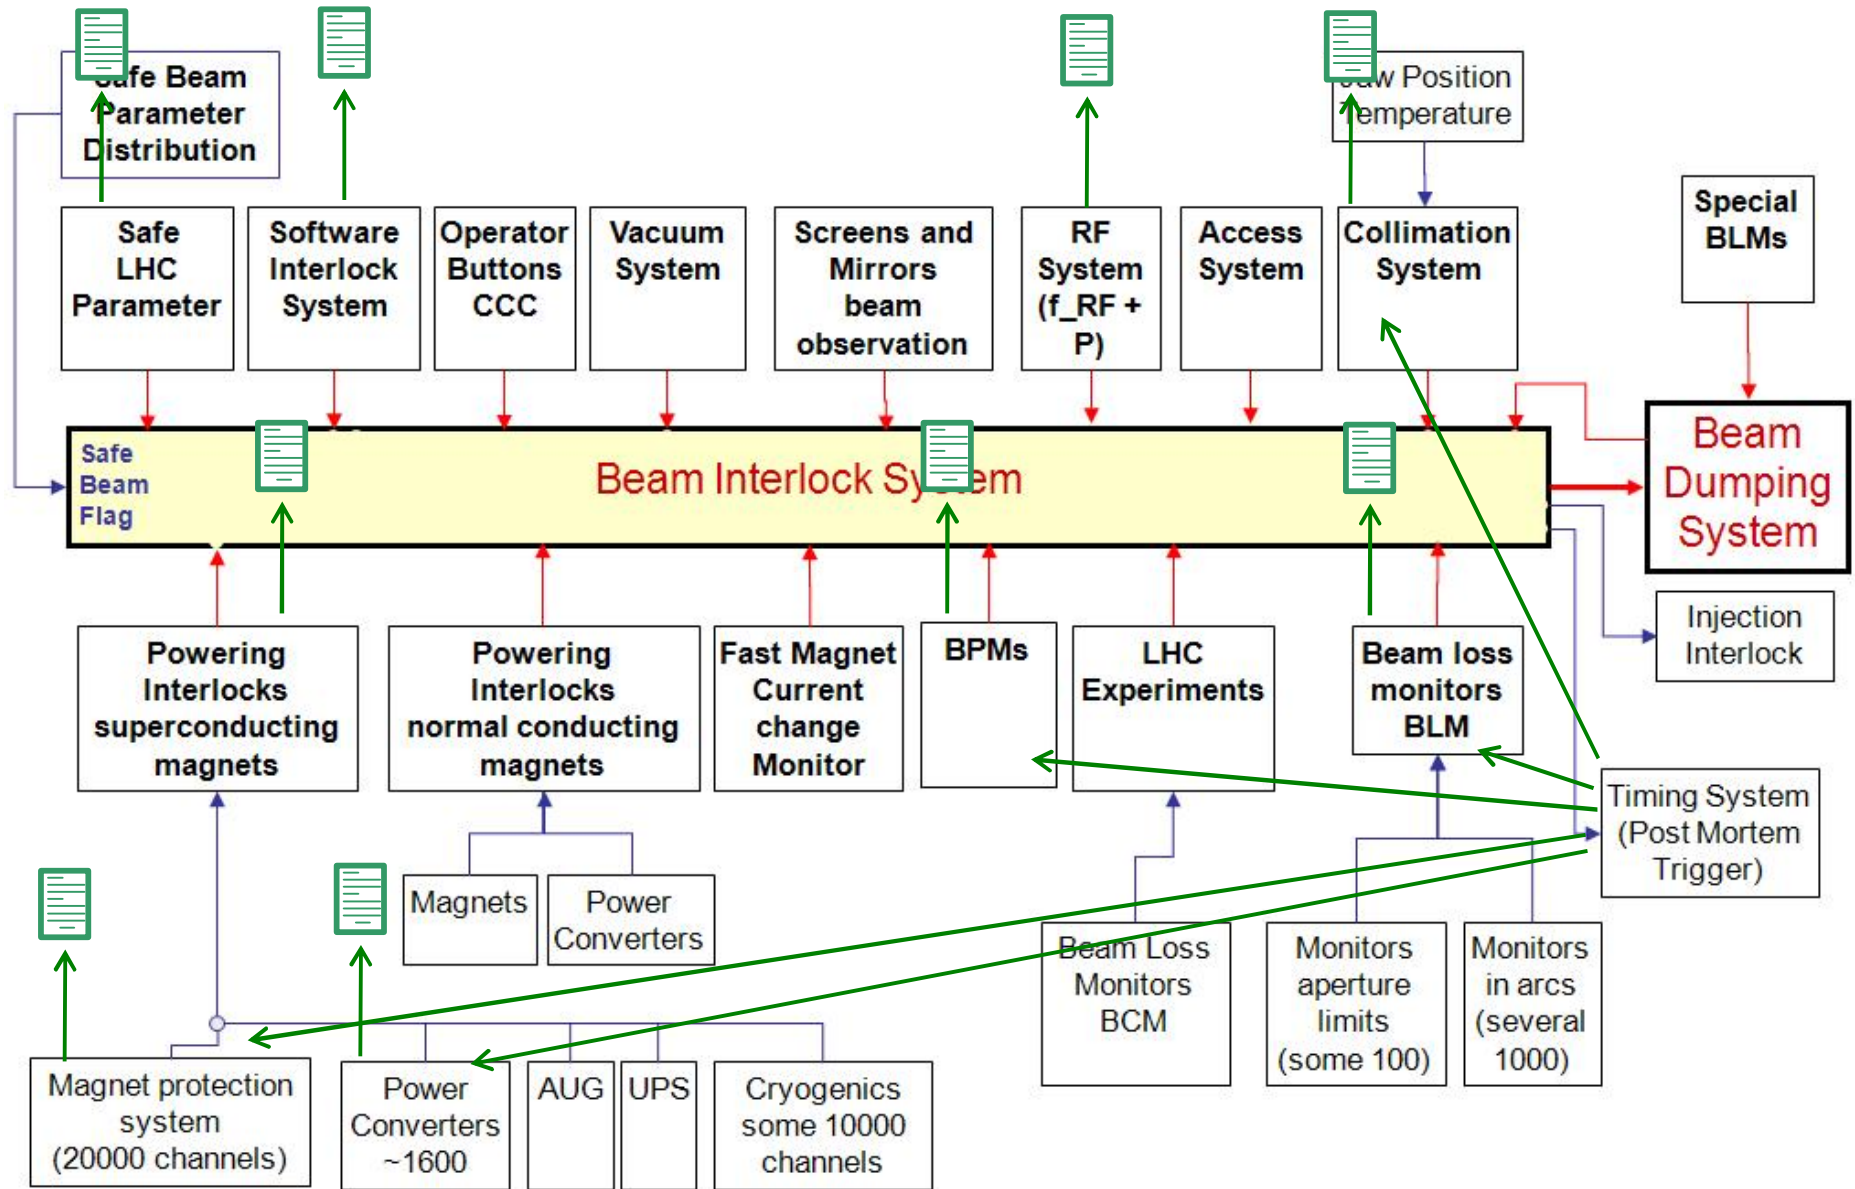 Safe Beam
Parameter
Distribution
Jaw Position
Temperature
Special
BLMs
Safe
LHC
Parameter
Software
Interlock
System
Operator
Buttons
CCC
Vacuum
System
Screens and
Mirrors
beam
observation
RF
System
(f_RF +
P)
Access
System
Collimation
System
Safe
Beam
Flag
Beam Interlock System
Beam
Dumping
System
Injection
Interlock
Powering
Interlocks
superconducting
magnets
Powering
Interlocks
normal conducting
magnets
Fast Magnet
Current
change
Monitor
BPMs
LHC
Experiments
Beam loss
monitors
BLM
Timing System
(Post Mortem
Trigger)
Magnets
Power
Converters
Beam Loss
Monitors
BCM
Monitors
aperture
limits
(some 100)
Monitors
in arcs
(several
1000)
Magnet protection
system
(20000 channels)
Power
Converters
~1600
AUG
UPS
Cryogenics
some 10000
channels